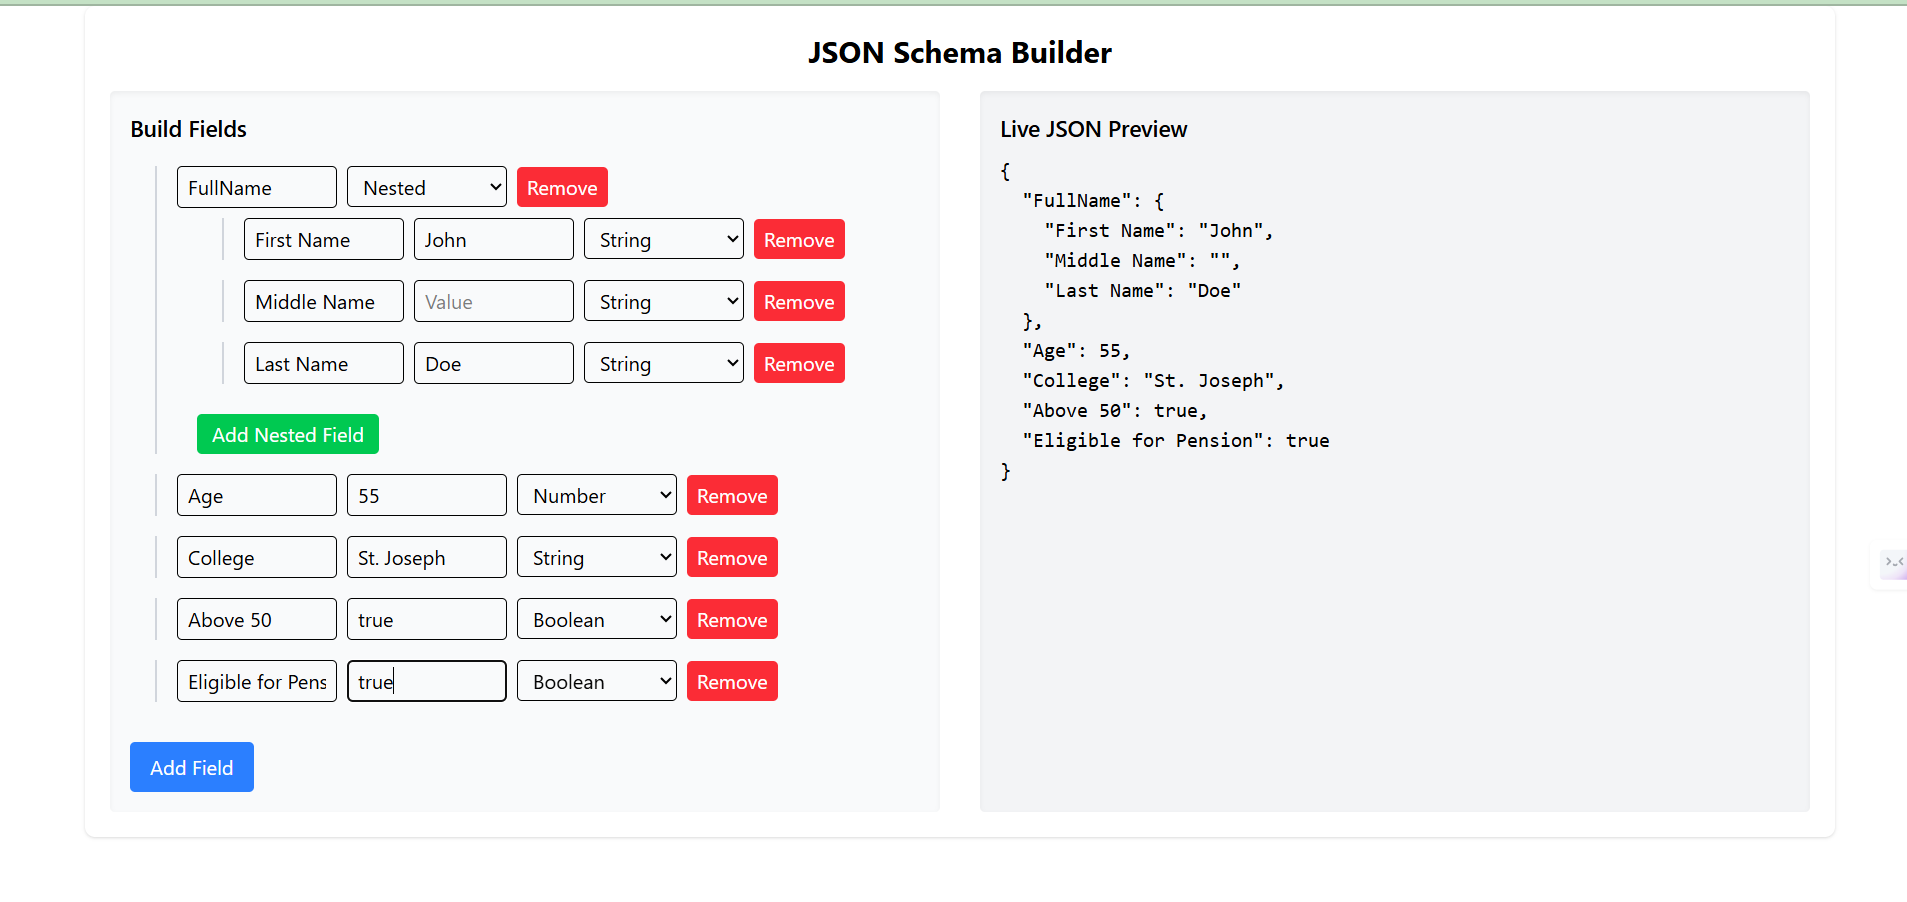 JSON Schema Builder
Build Fields
FullName Nested Remove
First Name John String Remove
Middle Name Value String Remove
Last Name Doe String Remove
Add Nested Field
Age 55 Number Remove
College St. Joseph String Remove
Above 50 true Boolean Remove
Eligible for Pens true Boolean Remove
Add Field
Live JSON Preview
{
  "FullName": {
    "First Name": "John",
    "Middle Name": "",
    "Last Name": "Doe"
  },
  "Age": 55,
  "College": "St. Joseph",
  "Above 50": true,
  "Eligible for Pension": true
}